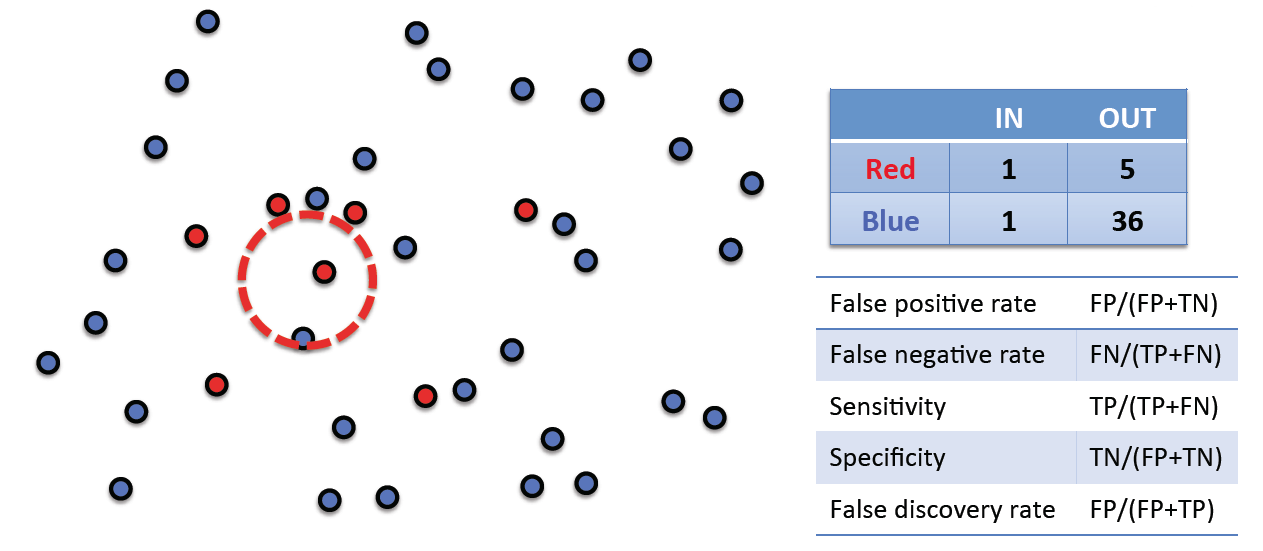 IN OUT
Red 1 5
Blue 1 36
False positive rate FP/(FP+TN)
False negative rate FN/(TP+FN)
Sensitivity TP/(TP+FN)
Specificity TN/(FP+TN)
False discovery rate FP/(FP+TP)